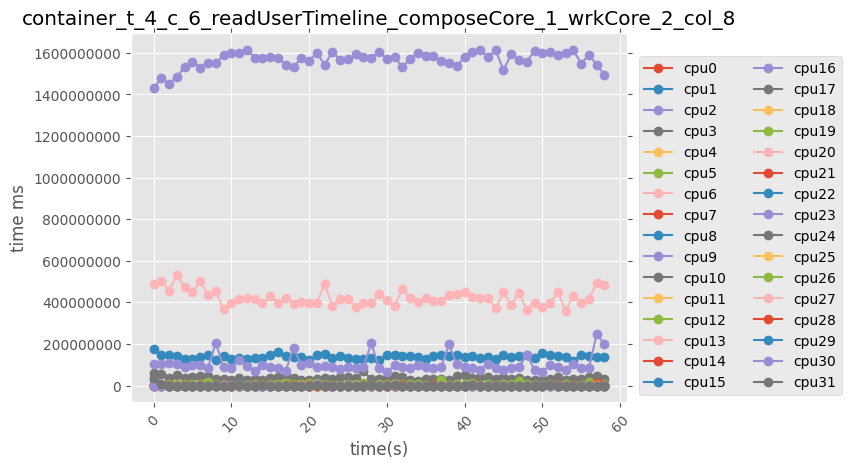 container_t_4_c_6_readUserTimeline_composeCore_1_wrkCore_2_col_8
1600000000
1400000000
1200000000
1000000000
800000000
600000000
400000000
200000000
0
time ms
0 10 20 30 40 50 60
time(s)
cpu0 cpu16
cpu1 cpu17
cpu2 cpu18
cpu3 cpu19
cpu4 cpu20
cpu5 cpu21
cpu6 cpu22
cpu7 cpu23
cpu8 cpu24
cpu9 cpu25
cpu10 cpu26
cpu11 cpu27
cpu12 cpu28
cpu13 cpu29
cpu14 cpu30
cpu15 cpu31